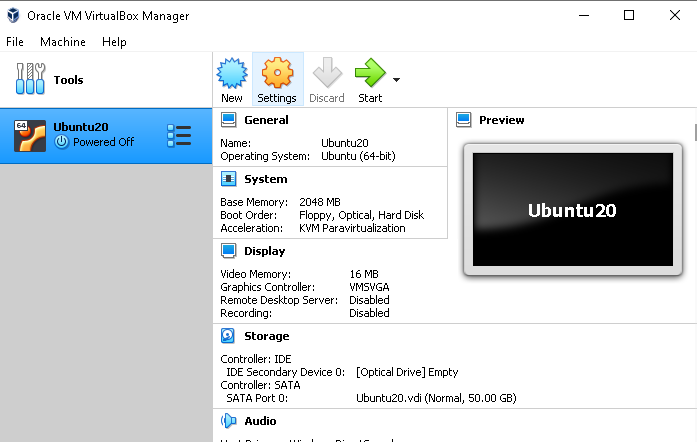 Oracle VM VirtualBox Manager
File Machine Help
Tools
New Settings Discard Start
64
Ubuntu20
Powered Off
General
Name: Ubuntu20
Operating System: Ubuntu (64-bit)
System
Base Memory: 2048 MB
Boot Order: Floppy, Optical, Hard Disk
Acceleration: KVM Paravirtualization
Preview
Ubuntu20
Display
Video Memory: 16 MB
Graphics Controller: VMSVGA
Remote Desktop Server: Disabled
Recording: Disabled
Storage
Controller: IDE
IDE Secondary Device 0: [Optical Drive] Empty
Controller: SATA
SATA Port 0: Ubuntu20.vdi (Normal, 50.00 GB)
Audio